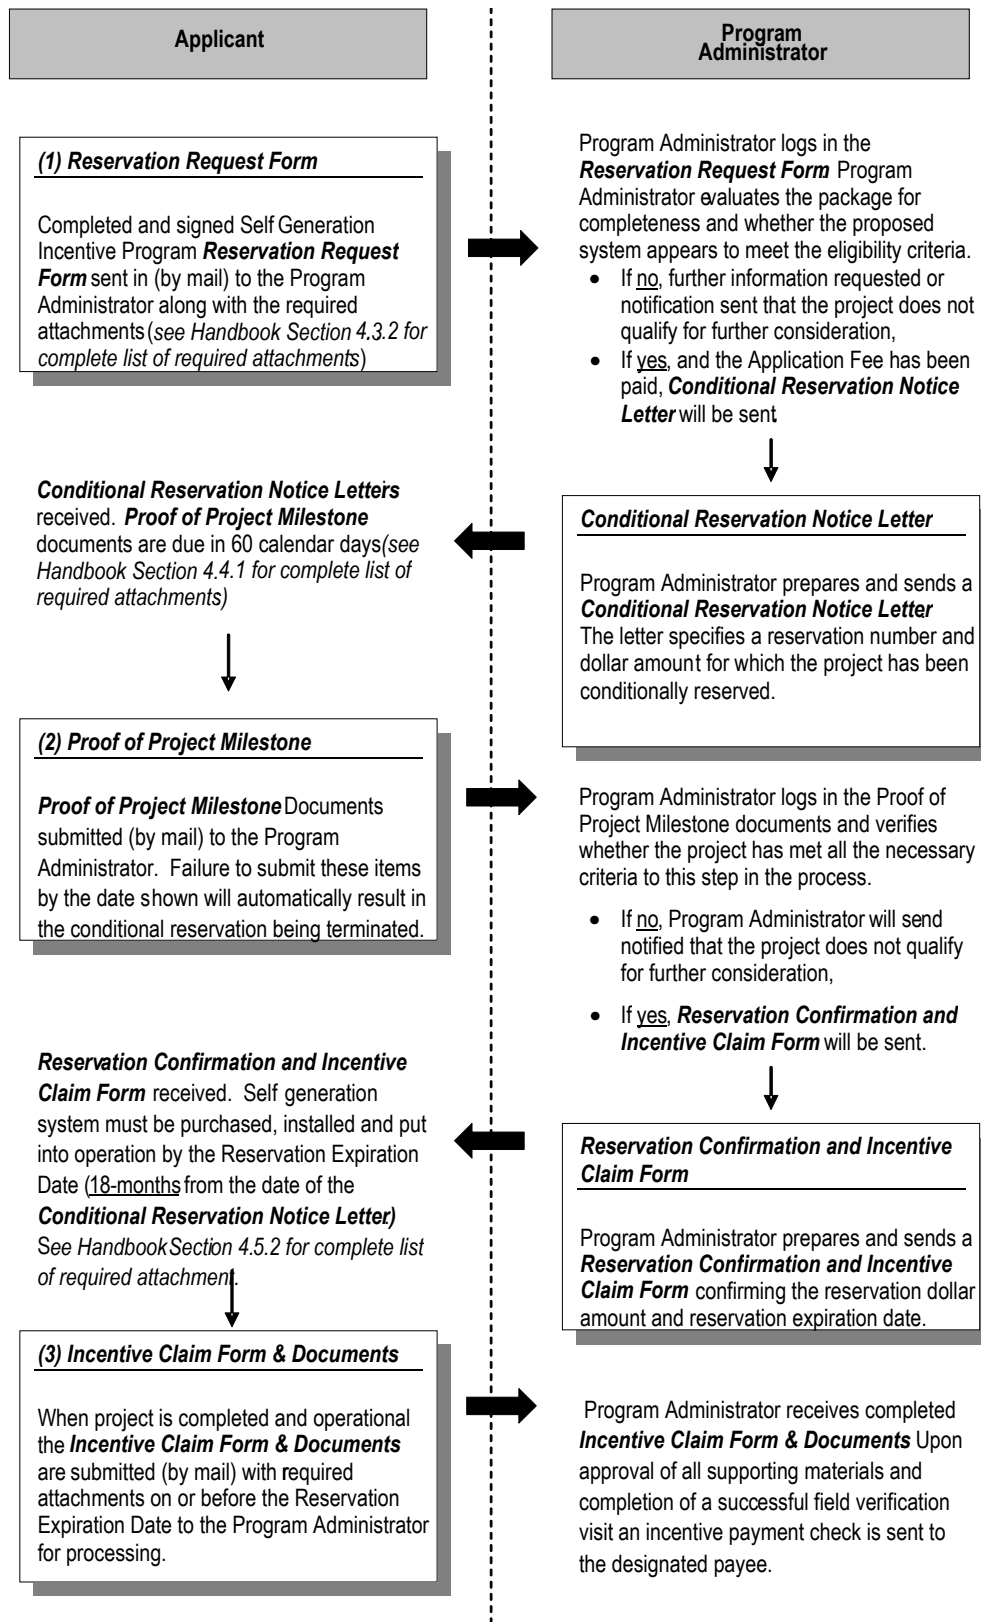 Applicant
Program
Administrator
(1) Reservation Request Form
Completed and signed Self Generation
Incentive Program Reservation Request
Form sent in (by mail) to the Program
Administrator along with the required
attachments (see Handbook Section 4.3.2 for
complete list of required attachments)
Program Administrator logs in the
Reservation Request Form Program
Administrator evaluates the package for
completeness and whether the proposed
system appears to meet the eligibility criteria.
• If no, further information requested or
notification sent that the project does not
qualify for further consideration,
• If yes, and the Application Fee has been
paid, Conditional Reservation Notice
Letter will be sent.
Conditional Reservation Notice Letters
received. Proof of Project Milestone
documents are due in 60 calendar days (see
Handbook Section 4.4.1 for complete list of
required attachments)
Conditional Reservation Notice Letter
Program Administrator prepares and sends a
Conditional Reservation Notice Letter
The letter specifies a reservation number and
dollar amount for which the project has been
conditionally reserved.
(2) Proof of Project Milestone
Proof of Project Milestone Documents
submitted (by mail) to the Program
Administrator. Failure to submit these items
by the date shown will automatically result in
the conditional reservation being terminated.
Program Administrator logs in the Proof of
Project Milestone documents and verifies
whether the project has met all the necessary
criteria to this step in the process.
• If no, Program Administrator will send
notified that the project does not qualify
for further consideration,
• If yes, Reservation Confirmation and
Incentive Claim Form will be sent.
Reservation Confirmation and Incentive
Claim Form received. Self generation
system must be purchased, installed and put
into operation by the Reservation Expiration
Date (18-months from the date of the
Conditional Reservation Notice Letter.)
See Handbook Section 4.5.2 for complete list
of required attachment.
Reservation Confirmation and Incentive
Claim Form
Program Administrator prepares and sends a
Reservation Confirmation and Incentive
Claim Form confirming the reservation dollar
amount and reservation expiration date.
(3) Incentive Claim Form & Documents
When project is completed and operational
the Incentive Claim Form & Documents
are submitted (by mail) with required
attachments on or before the Reservation
Expiration Date to the Program Administrator
for processing.
Program Administrator receives completed
Incentive Claim Form & Documents Upon
approval of all supporting materials and
completion of a successful field verification
visit an incentive payment check is sent to
the designated payee.